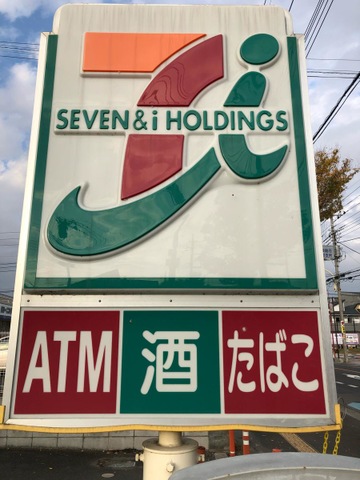 SEVEN & i HOLDINGS
ATM 酒 たばこ